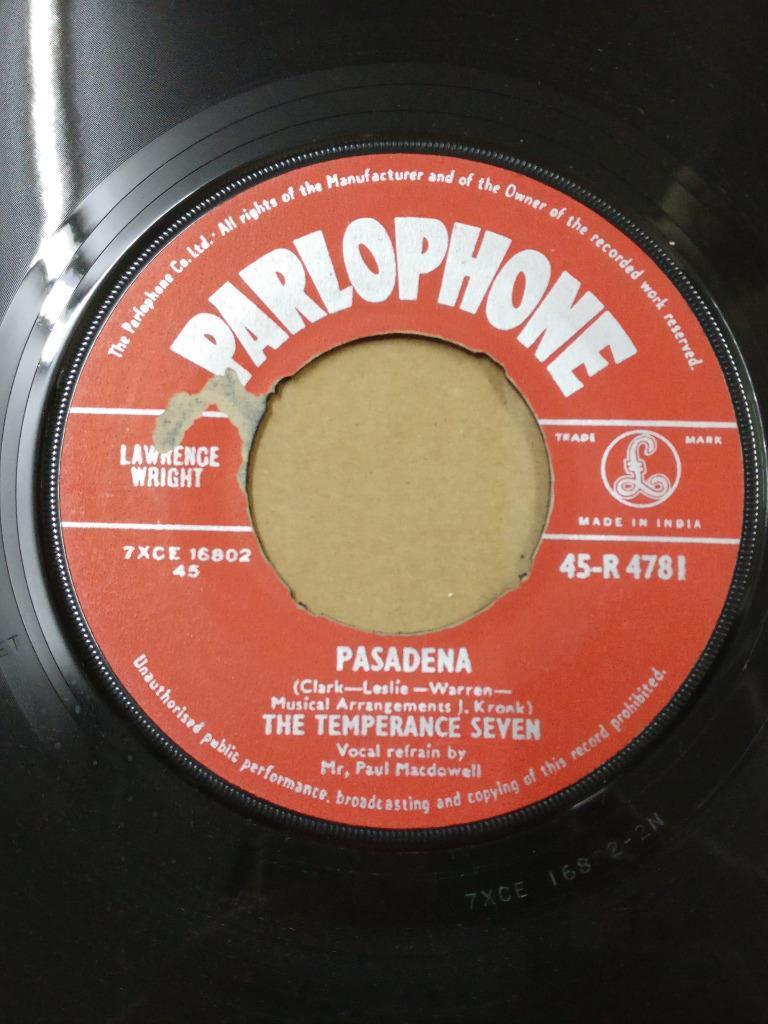 The Parlophone Co. Ltd. · All rights of the Manufacturer and of the Owner of the recorded work reserved.
PARLOPHONE
LAWRENCE
WRIGHT
TRADE MARK
£
MADE IN INDIA
7XCE 16802
45
45-R 4781
PASADENA
(Clark—Leslie—Warren—
Musical Arrangements J. Kronk)
THE TEMPERANCE SEVEN
Vocal refrain by
Mr, Paul Macdowell
Unauthorised public performance, broadcasting and copying of this record prohibited.
7XCE 168 2-2N